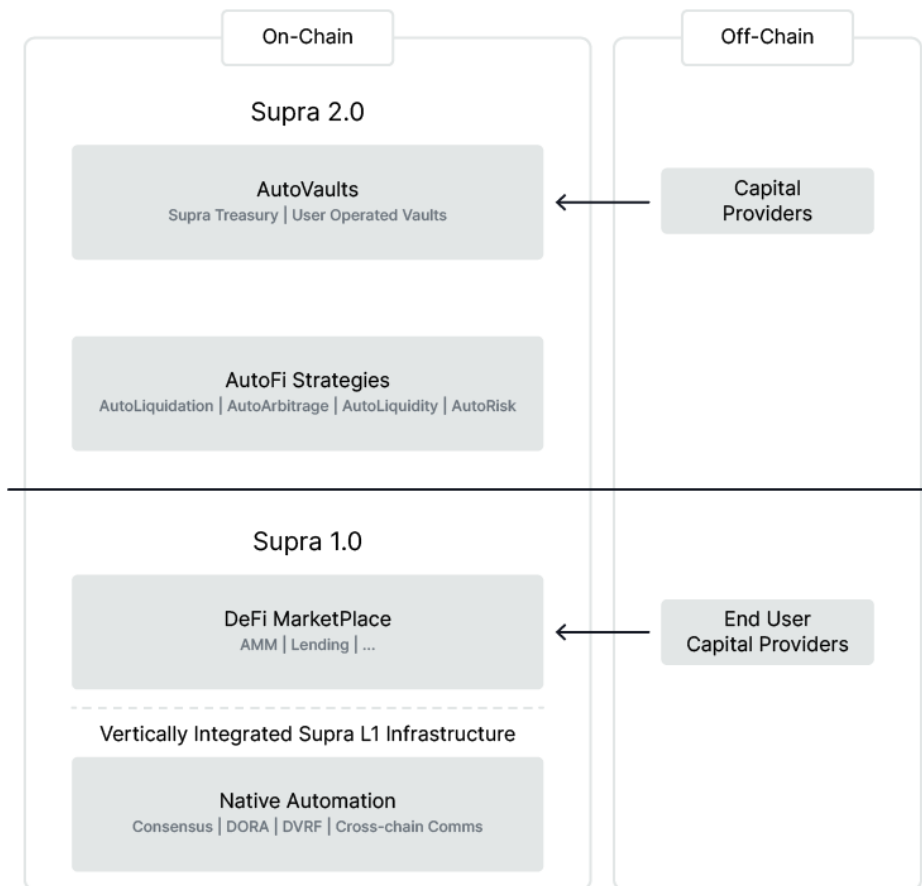 On-Chain
Off-Chain
Supra 2.0
AutoVaults
Supra Treasury | User Operated Vaults
Capital
Providers
AutoFi Strategies
AutoLiquidation | AutoArbitrage | AutoLiquidity | AutoRisk
Supra 1.0
DeFi MarketPlace
AMM | Lending | ...
End User
Capital Providers
Vertically Integrated Supra L1 Infrastructure
Native Automation
Consensus | DORA | DVRF | Cross-chain Comms